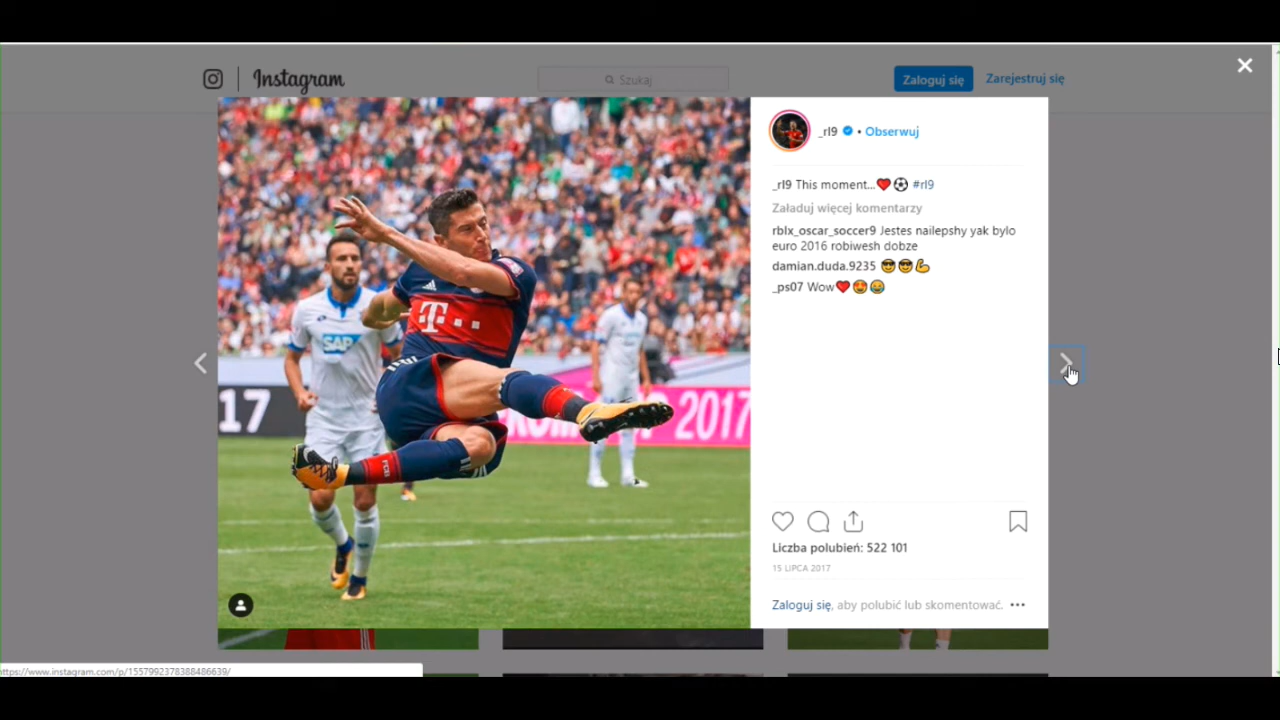 Instagram
Szukaj
Zaloguj się
Zarejestruj się
_rl9 • Obserwuj
_rl9 This moment...❤️⚽ #rl9
Załaduj więcej komentarzy
rblx_oscar_soccer9 Jestes nailepshy yak bylo
euro 2016 robiwesh dobze
damian.duda.9235 😎😎💪
_ps07 Wow❤️😍😂
SAP
T
FCB
17
2017
Liczba polubień: 522 101
15 LIPCA 2017
Zaloguj się, aby polubić lub skomentować.
https://www.instagram.com/p/1557992378388486639/